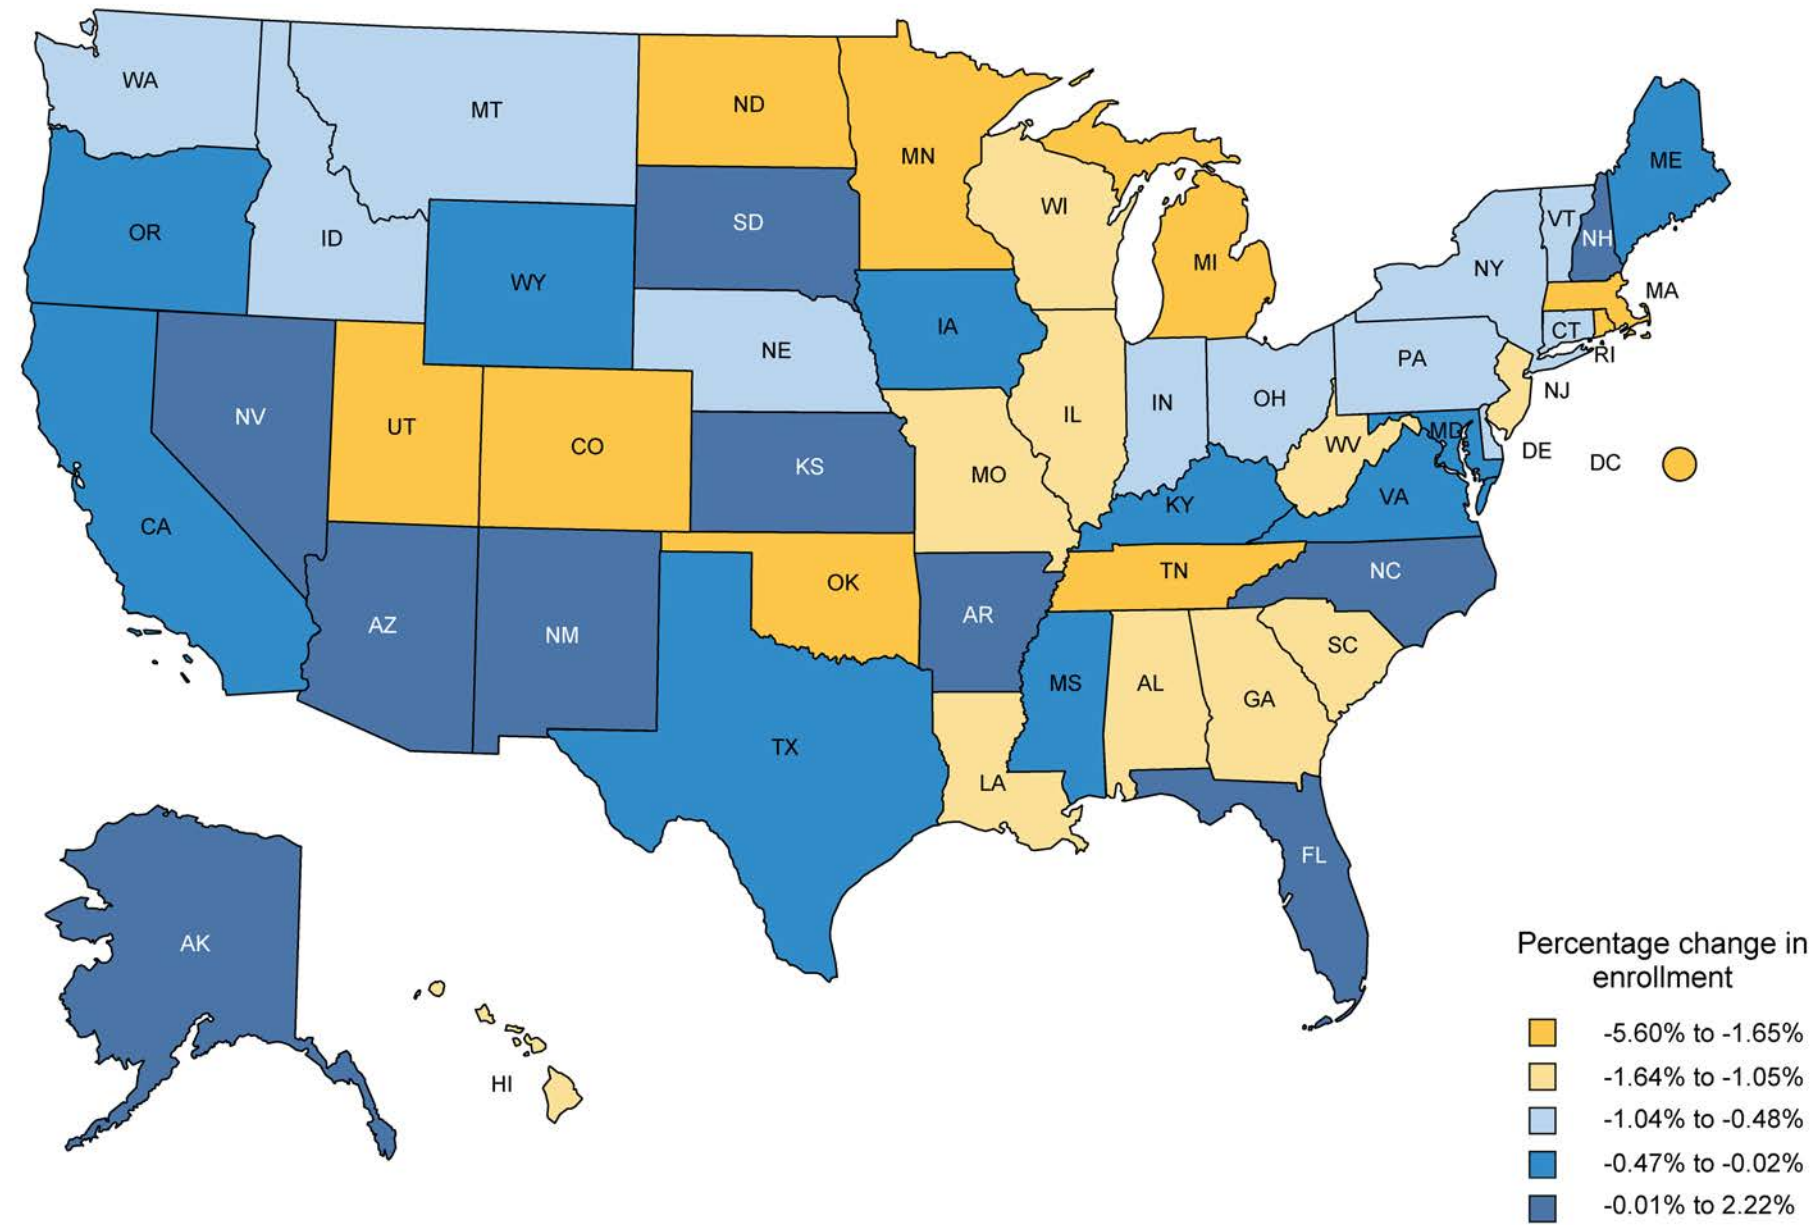 WA
MT
ND
MN
ME
WI
VT
NH
OR
ID
SD
MI
NY
MA
WY
IA
CT
RI
NE
PA
NJ
NV
UT
CO
IL
IN
OH
MD
DE
DC
KS
MO
WV
KY
VA
CA
AZ
NM
OK
AR
TN
NC
SC
MS
AL
GA
TX
LA
FL
AK
HI
Percentage change in
enrollment
-5.60% to -1.65%
-1.64% to -1.05%
-1.04% to -0.48%
-0.47% to -0.02%
-0.01% to 2.22%